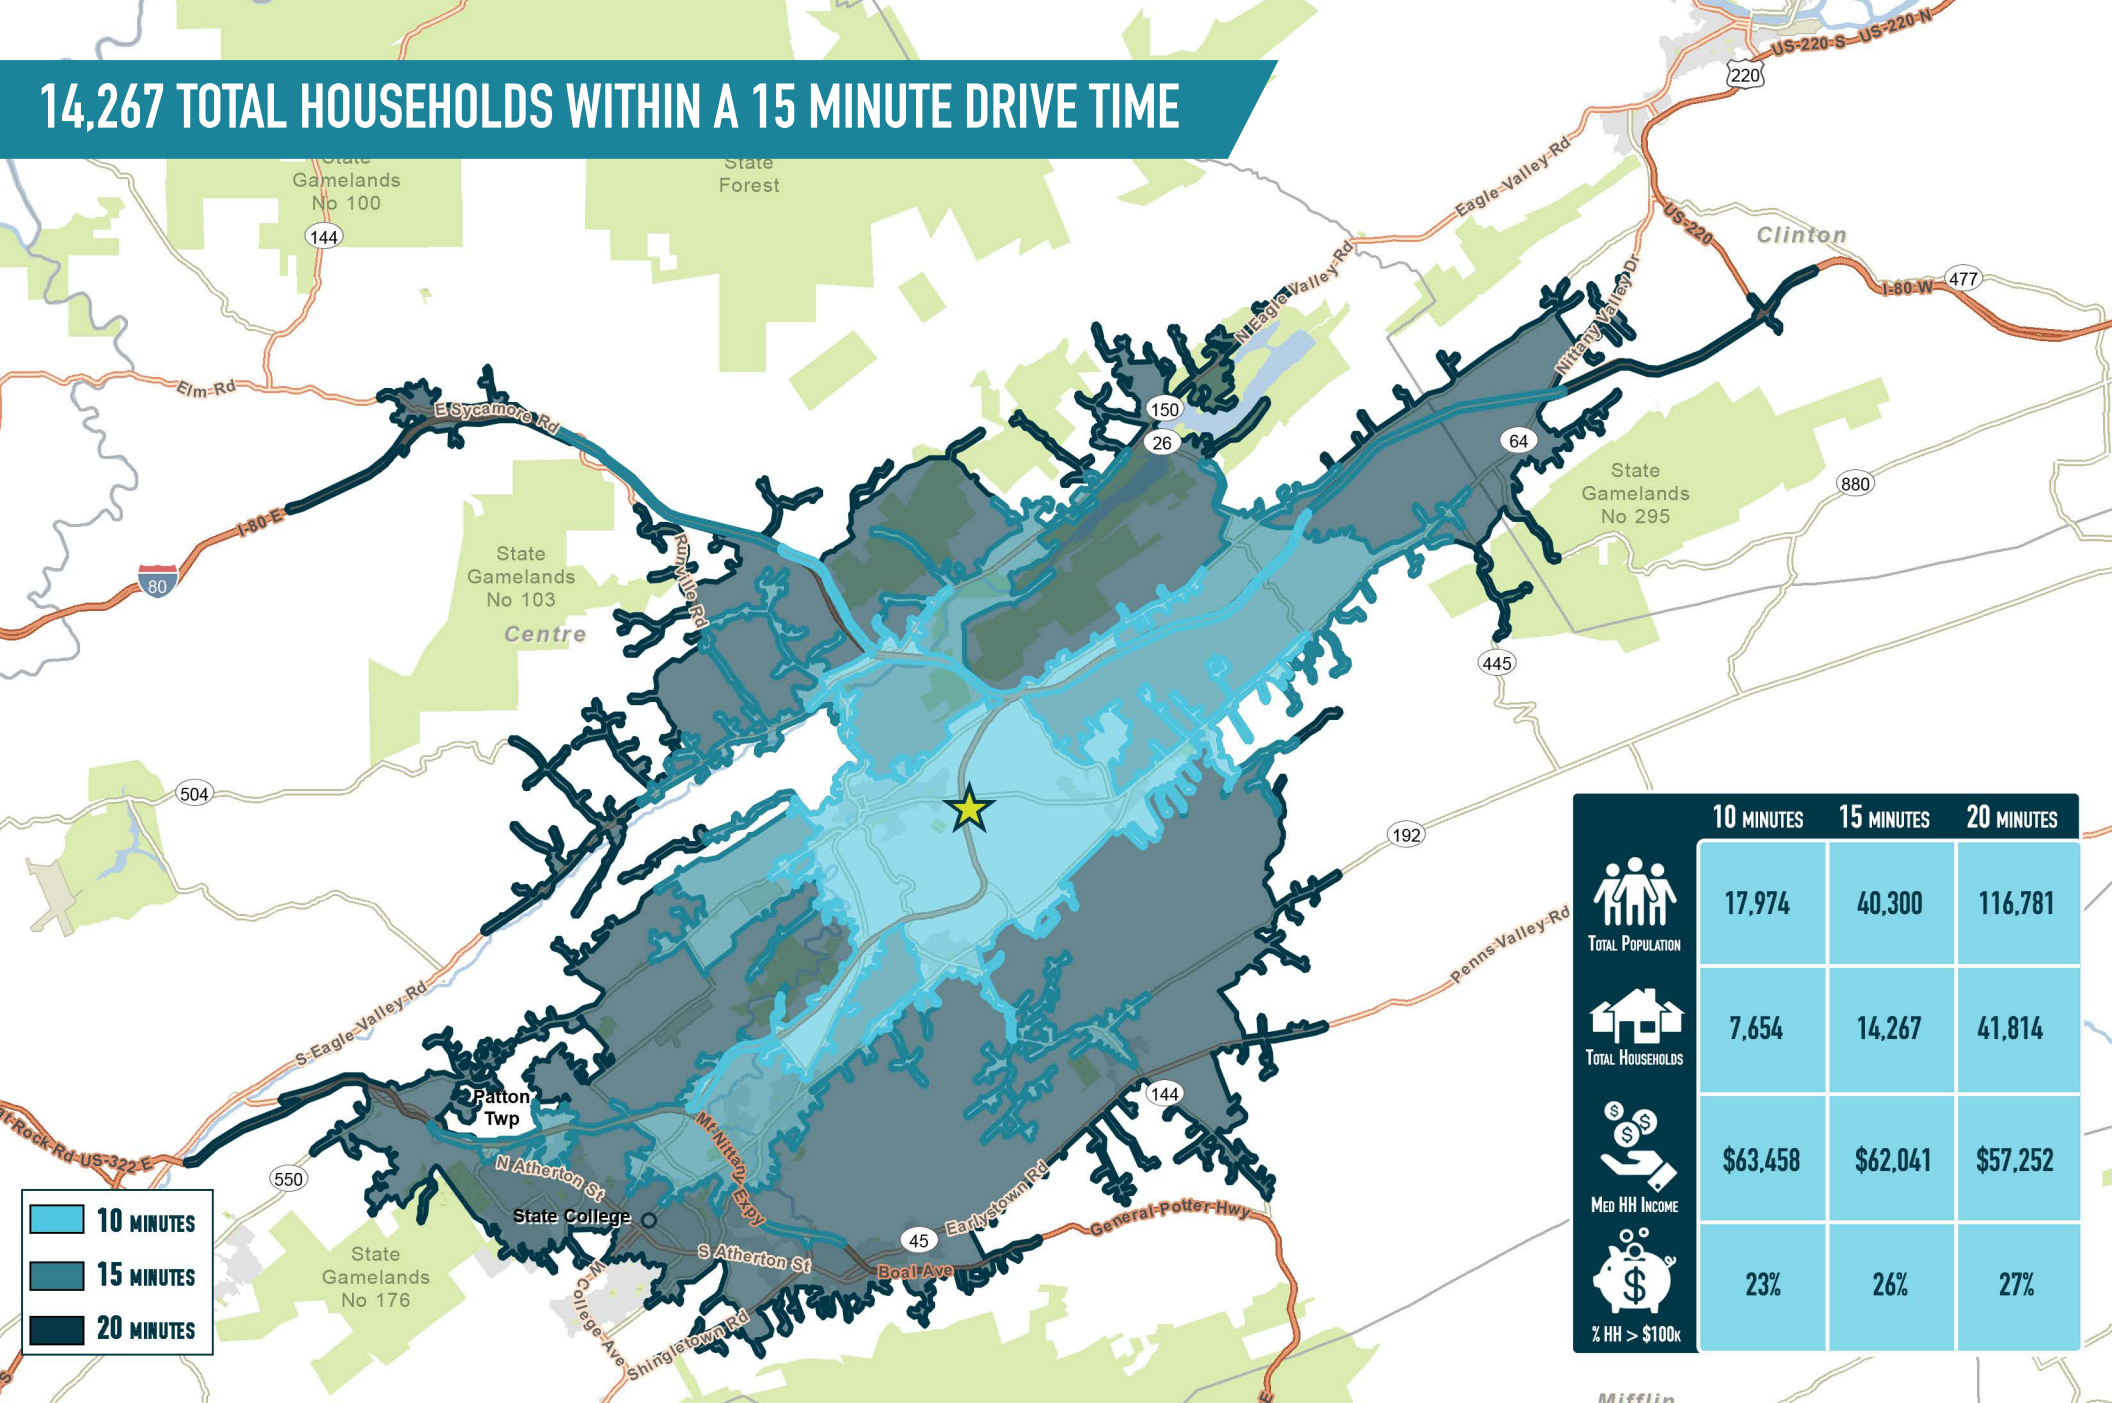 14,267 TOTAL HOUSEHOLDS WITHIN A 15 MINUTE DRIVE TIME
US-220-S
US-220-N
220
State
Gamelands
No 100
State
Forest
144
Eagle-Valley-Rd
US-220
Clinton
477
I-80-W
N-Eagle-Valley-Rd
Nittany-Valley-Dr
Elm-Rd
E Sycamore Rd
150
26
64
State
Gamelands
No 295
880
I-80-E
80
State
Gamelands
No 103
Centre
Runville-Rd
445
504
192
Penns-Valley-Rd
S-Eagle-Valley-Rd
144
Patton
Twp
Rock-Rd-US-322-E
550
N Atherton St
Mt-Nittany-Expy
State College
S Atherton St
45
Earlystown-Rd
General-Potter-Hwy
Boal Ave
W-College-Ave
Shingletown-Rd
State
Gamelands
No 176
10 MINUTES
15 MINUTES
20 MINUTES
10 MINUTES 15 MINUTES 20 MINUTES
TOTAL POPULATION 17,974 40,300 116,781
TOTAL HOUSEHOLDS 7,654 14,267 41,814
MED HH INCOME $63,458 $62,041 $57,252
% HH > $100K 23% 26% 27%
Mifflin